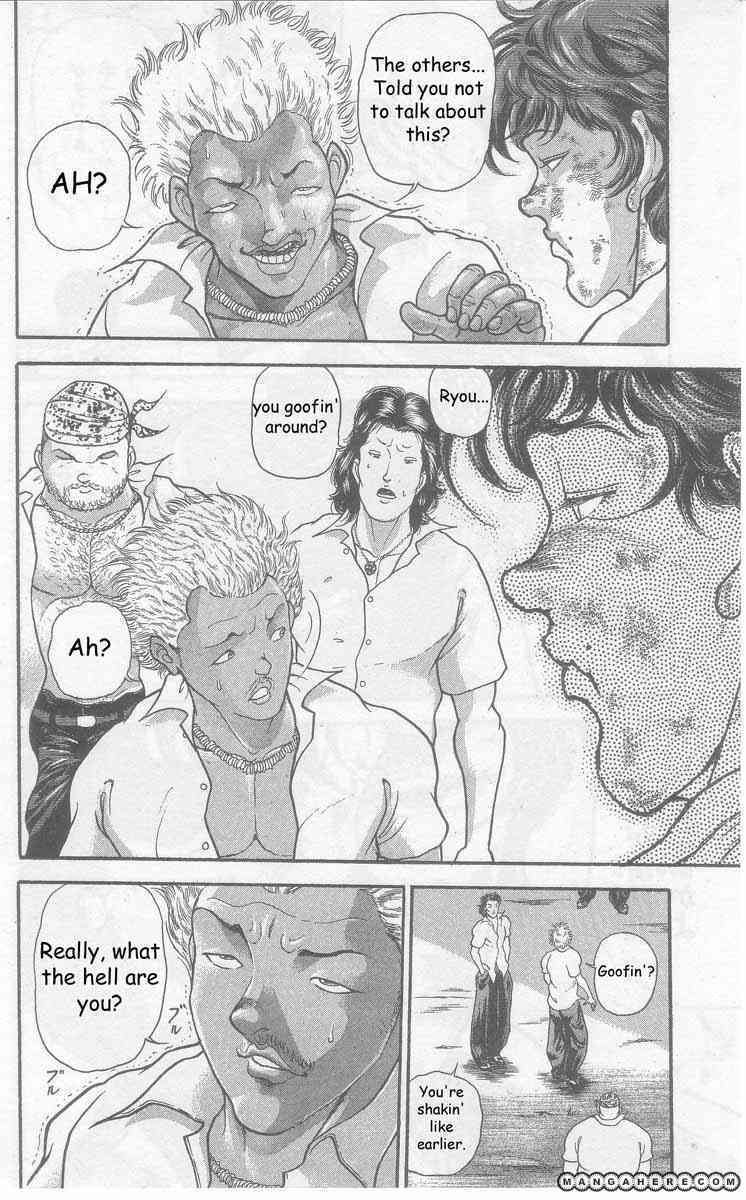 The others...
Told you not
to talk about
this?
AH?
Ryou...
you goofin'
around?
Ah?
Goofin'?
You're
shakin'
like
earlier.
Really, what
the hell are
you?
ブル
ブル
MANGAHERE.COM